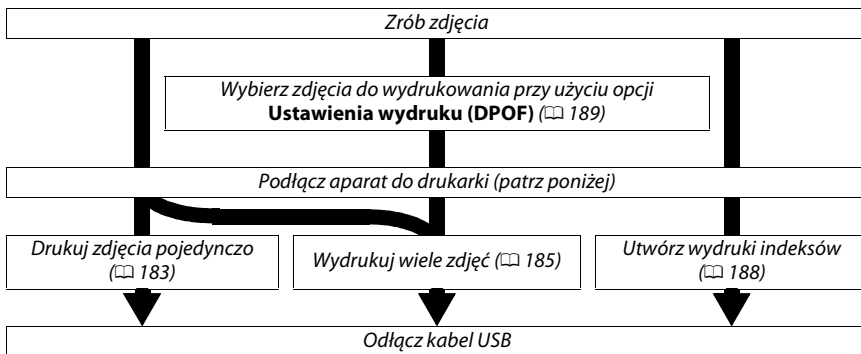 Zrób zdjęcia
Wybierz zdjęcia do wydrukowania przy użyciu opcji
Ustawienia wydruku (DPOF) (📖 189)
Podłącz aparat do drukarki (patrz poniżej)
Drukuj zdjęcia pojedynczo
(📖 183)
Wydrukuj wiele zdjęć (📖 185)
Utwórz wydruki indeksów
(📖 188)
Odłącz kabel USB